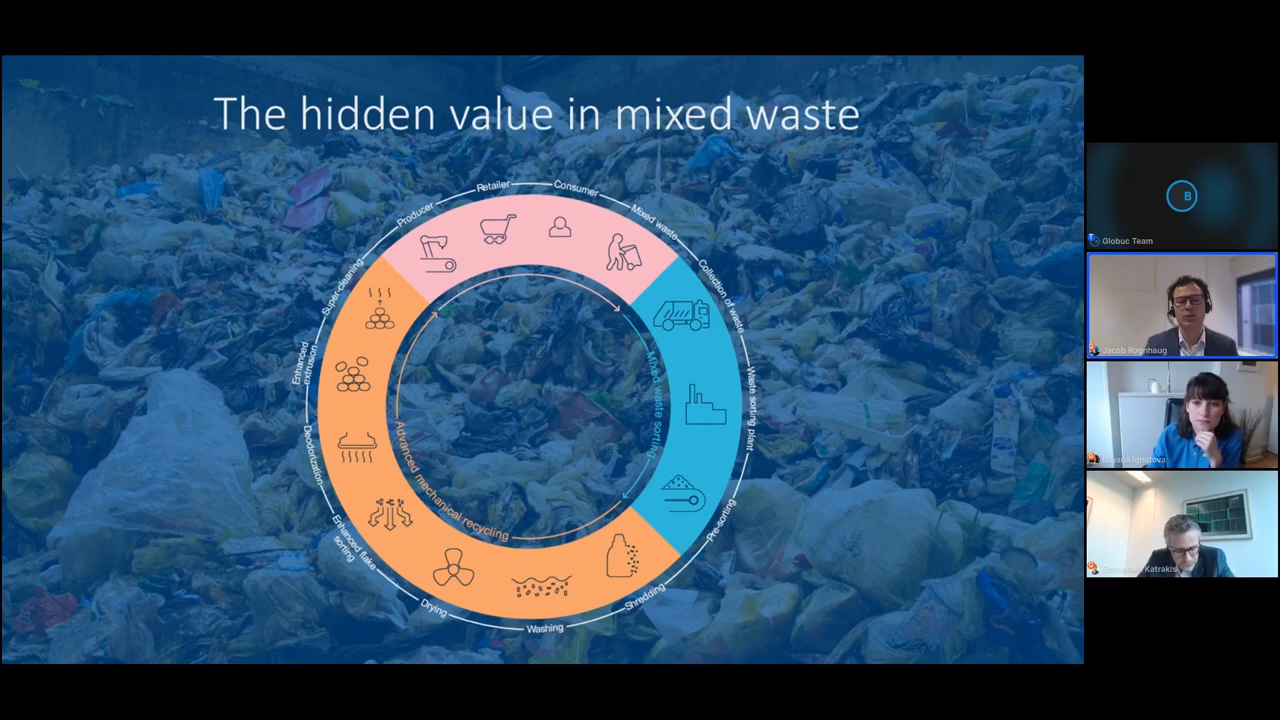 The hidden value in mixed waste
Retailer
Consumer
Producer
Mixed waste
Super-cleaning
Collection of waste
Enhanced
extrusion
Mixed waste sorting
Waste sorting plant
Deodorization
Advanced mechanical recycling
Pre-sorting
Enhanced flake
sorting
Drying
Washing
Shredding
B
Globuc Team
Jacob Rognhaug
Ignatova
Katrakis